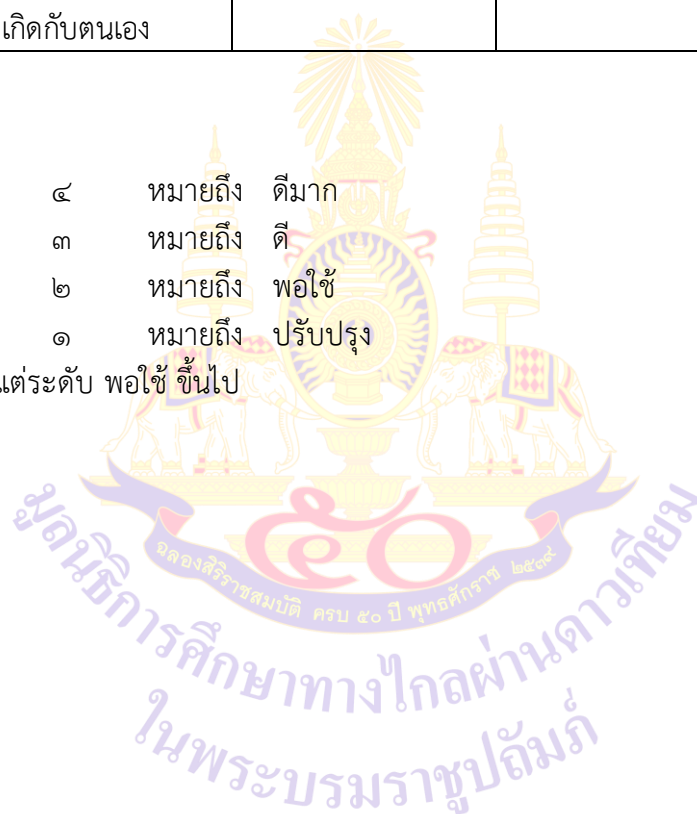 เกิดกับตนเอง
๔ หมายถึง ดีมาก
๓ หมายถึง ดี
๒ หมายถึง พอใช้
๑ หมายถึง ปรับปรุง
แต่ระดับ พอใช้ ขึ้นไป
๕๐
ฉลองสิริราชสมบัติ ครบ ๕๐ ปี พุทธศักราช ๒๕๓๙
มูลนิธิการศึกษาทางไกลผ่านดาวเทียม
ในพระบรมราชูปถัมภ์